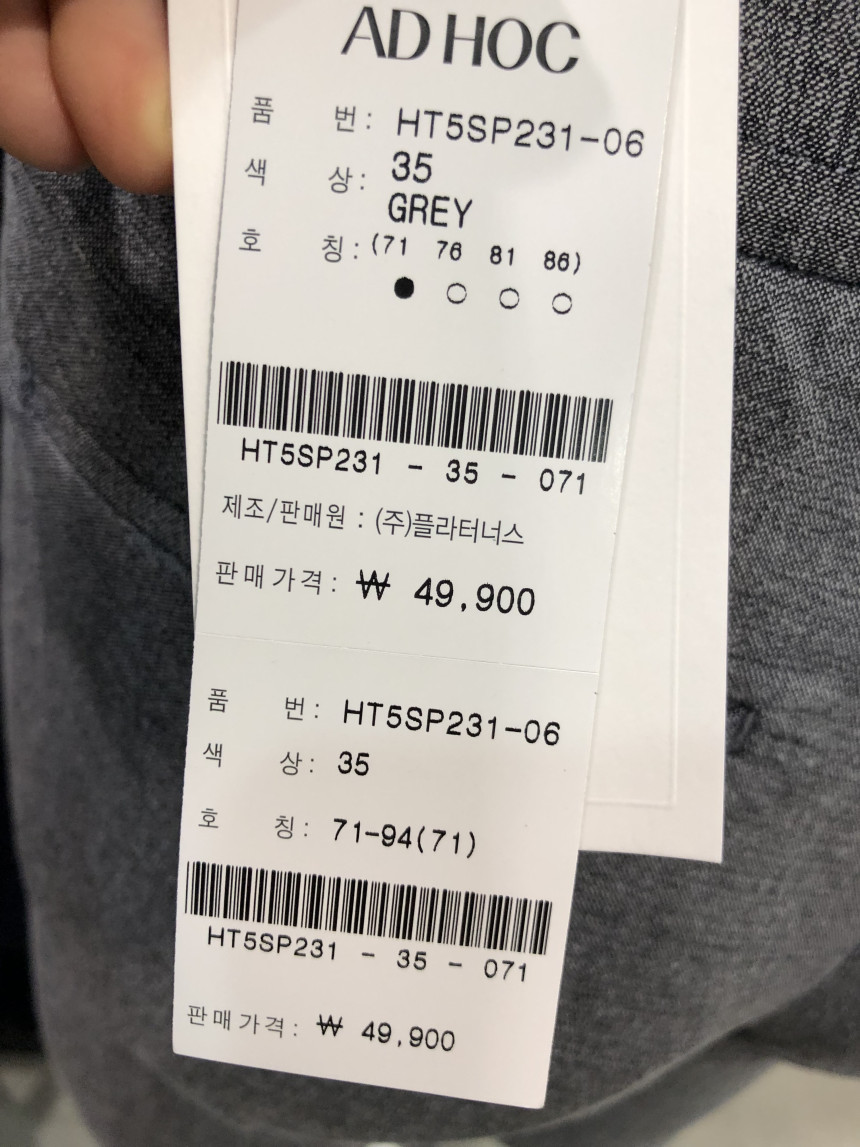 AD HOC
품 번: HT5SP231-06
색 상: 35
GREY
호 칭: (71 76 81 86)
HT5SP231 - 35 - 071
제조/판매원 : (주)플라터너스
판매가격: ₩ 49,900
품 번: HT5SP231-06
색 상: 35
호 칭: 71-94(71)
HT5SP231 - 35 - 071
판매가격: ₩ 49,900